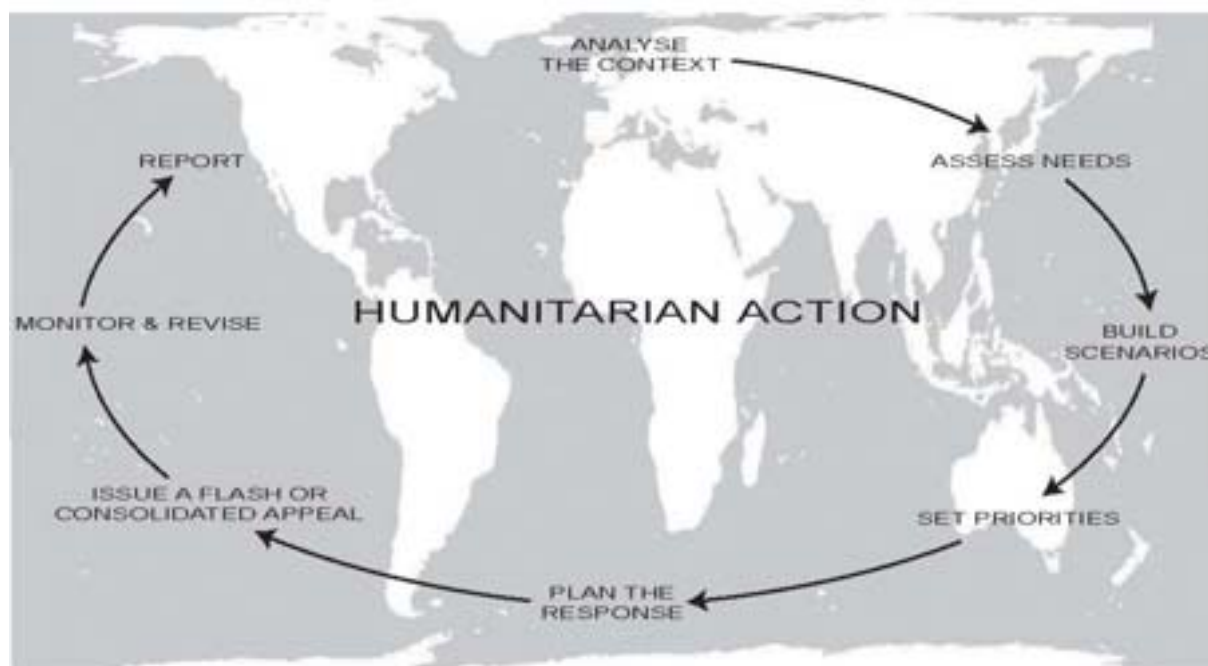 ANALYSE
THE CONTEXT
ASSESS NEEDS
BUILD
SCENARIOS
SET PRIORITIES
PLAN THE
RESPONSE
ISSUE A FLASH OR
CONSOLIDATED APPEAL
MONITOR & REVISE
REPORT
HUMANITARIAN ACTION